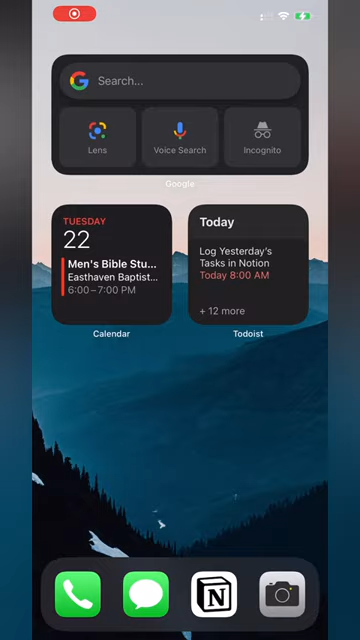 Search...
Lens
Voice Search
Incognito
Google
TUESDAY
22
Men's Bible Stu...
Easthaven Baptist...
6:00–7:00 PM
Calendar
Today
Log Yesterday's
Tasks in Notion
Today 8:00 AM
+ 12 more
Todoist